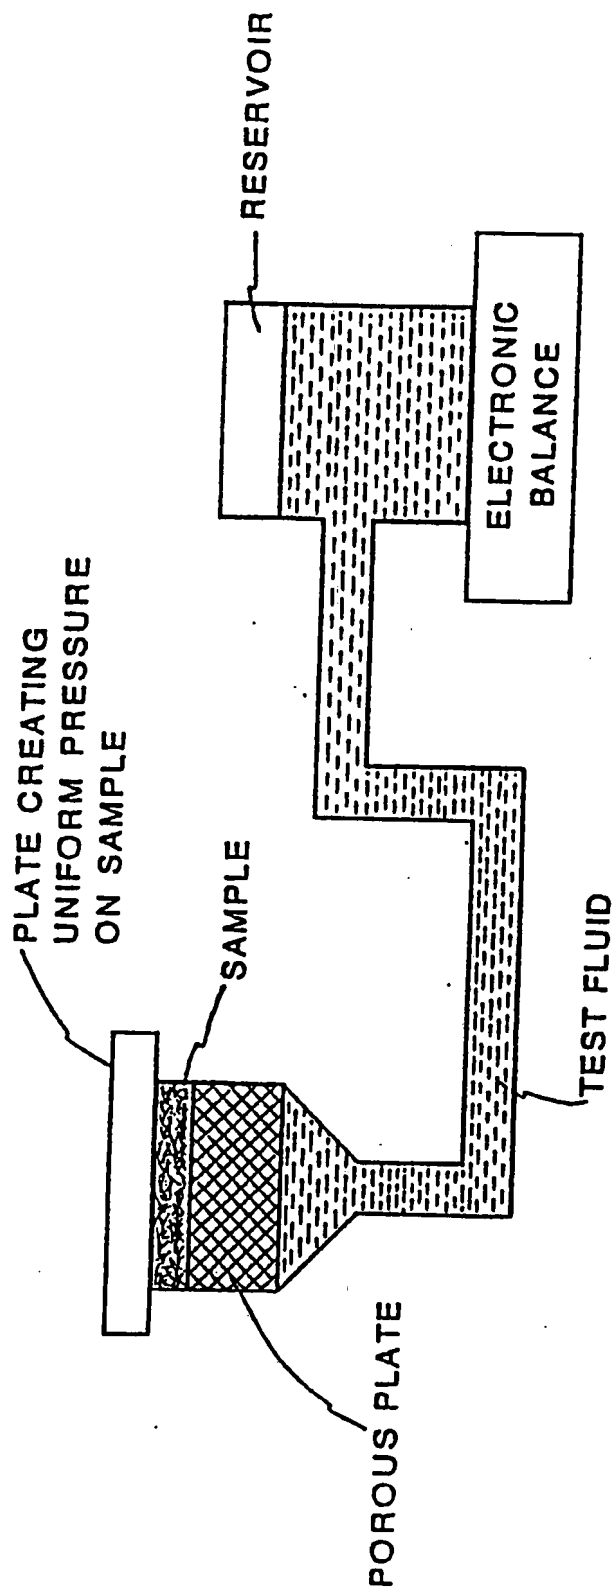 PLATE CREATING
UNIFORM PRESSURE
ON SAMPLE
SAMPLE
POROUS PLATE
TEST FLUID
RESERVOIR
ELECTRONIC
BALANCE